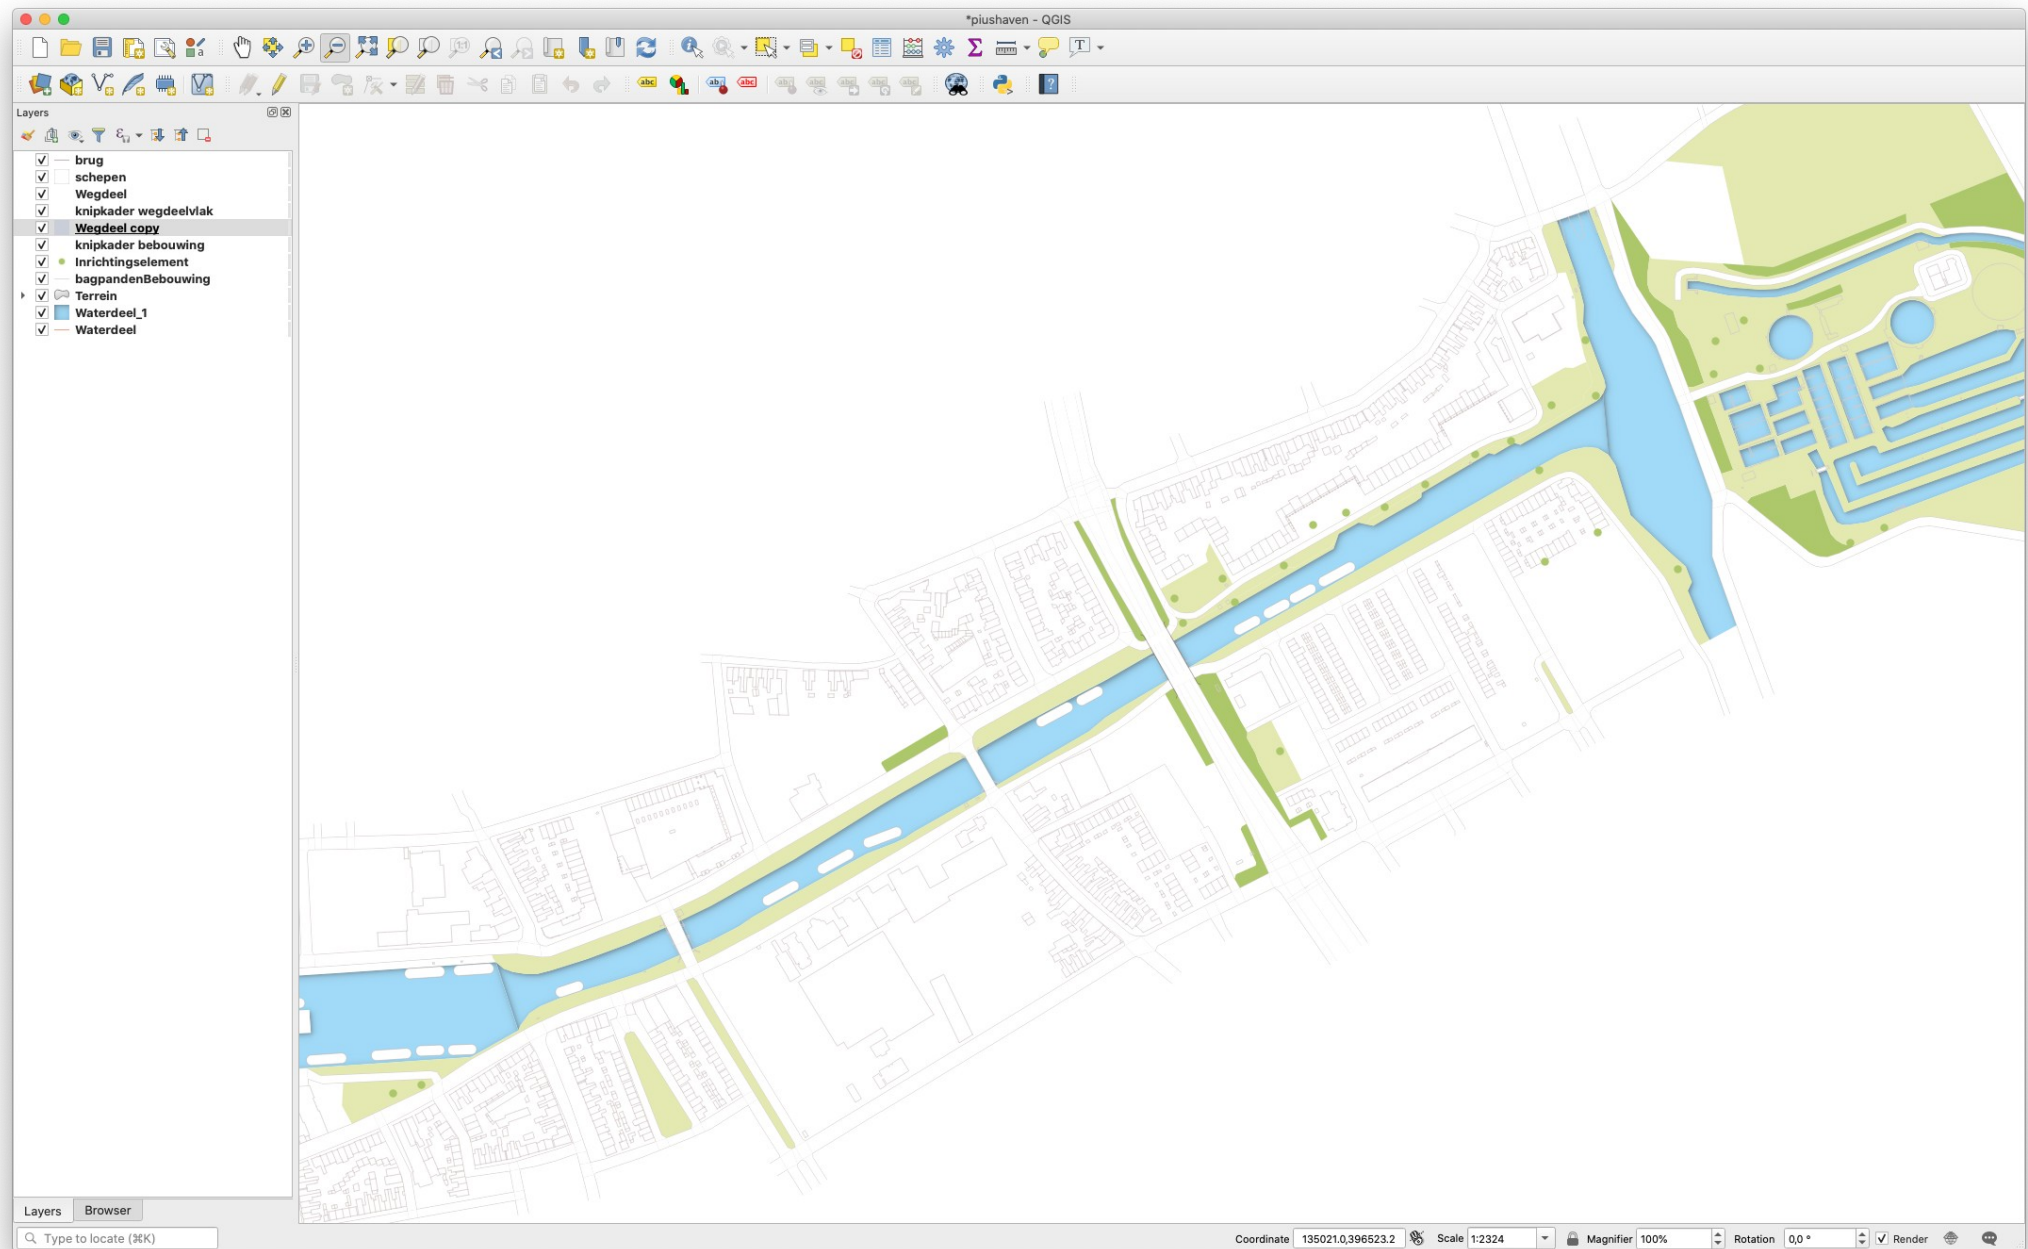 *piushaven - QGIS
Layers
brug
schepen
Wegdeel
knipkader wegdeelvlak
Wegdeel copy
knipkader bebouwing
Inrichtingselement
bagpandenBebouwing
Terrein
Waterdeel_1
Waterdeel
Layers Browser
Type to locate (⌘K)
Coordinate 135021.0,396523.2 Scale 1:2324 Magnifier 100% Rotation 0,0 ° Render